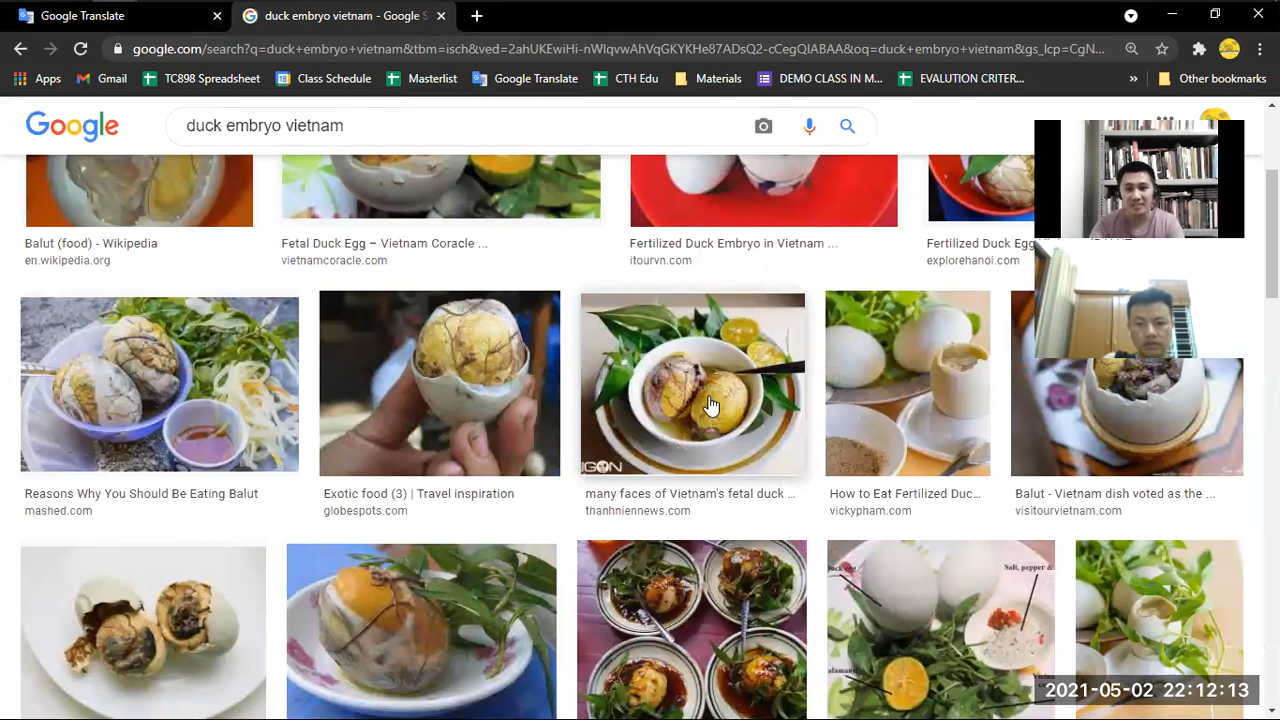 Google Translate
duck embryo vietnam - Google S
google.com/search?q=duck+embryo+vietnam&tbm=isch&ved=2ahUKEwiHi-nWlqvwAhVqGKYKHe87ADsQ2-cCegQIABAA&oq=duck+embryo+vietnam&gs_lcp=CgN...
Apps Gmail TC898 Spreadsheet Class Schedule Masterlist Google Translate CTH Edu Materials DEMO CLASS IN M... EVALUTION CRITER... » Other bookmarks
Google duck embryo vietnam
Balut (food) - Wikipedia
en.wikipedia.org
Fetal Duck Egg – Vietnam Coracle ...
vietnamcoracle.com
Fertilized Duck Embryo in Vietnam ...
itourvn.com
Fertilized Duck Eg
explorehanoi.com
Reasons Why You Should Be Eating Balut
mashed.com
Exotic food (3) | Travel inspiration
globespots.com
many faces of Vietnam's fetal duck ...
thanhniennews.com
How to Eat Fertilized Duc...
vickypham.com
Balut - Vietnam dish voted as the ...
visitourvietnam.com
Salt, pepper &
2021-05-02 22:12:13